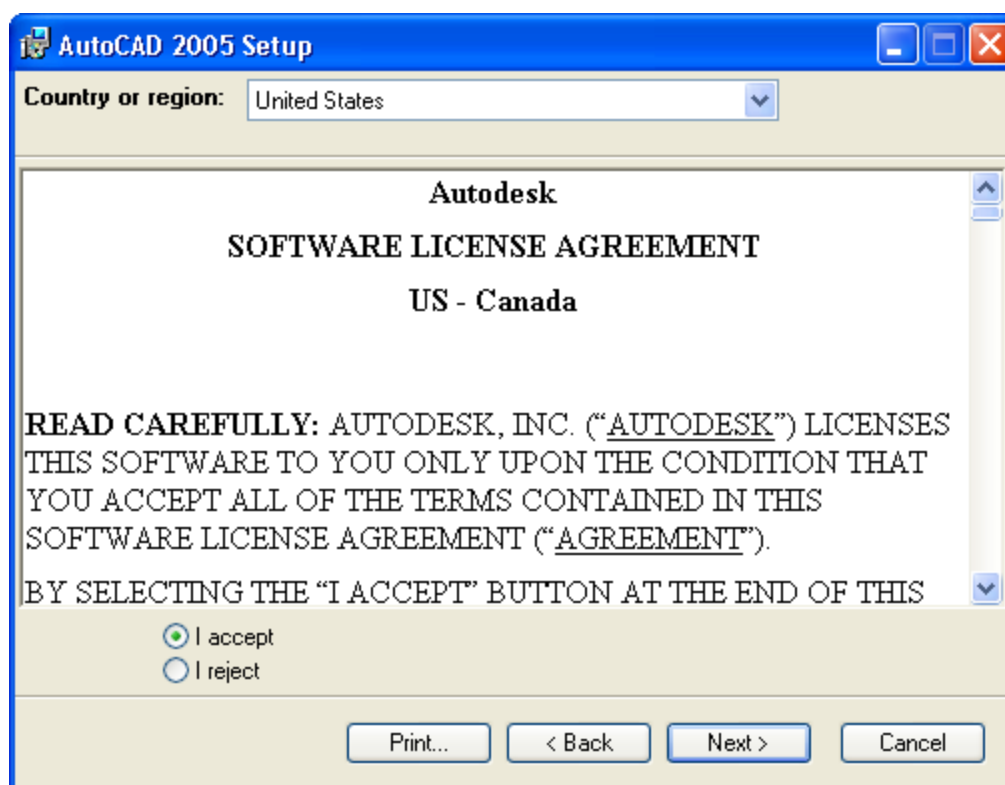 AutoCAD 2005 Setup
Country or region: United States
Autodesk
SOFTWARE LICENSE AGREEMENT
US - Canada
READ CAREFULLY: AUTODESK, INC. (“AUTODESK”) LICENSES
THIS SOFTWARE TO YOU ONLY UPON THE CONDITION THAT
YOU ACCEPT ALL OF THE TERMS CONTAINED IN THIS
SOFTWARE LICENSE AGREEMENT (“AGREEMENT”).
BY SELECTING THE “I ACCEPT” BUTTON AT THE END OF THIS
I accept
I reject
Print... < Back Next > Cancel